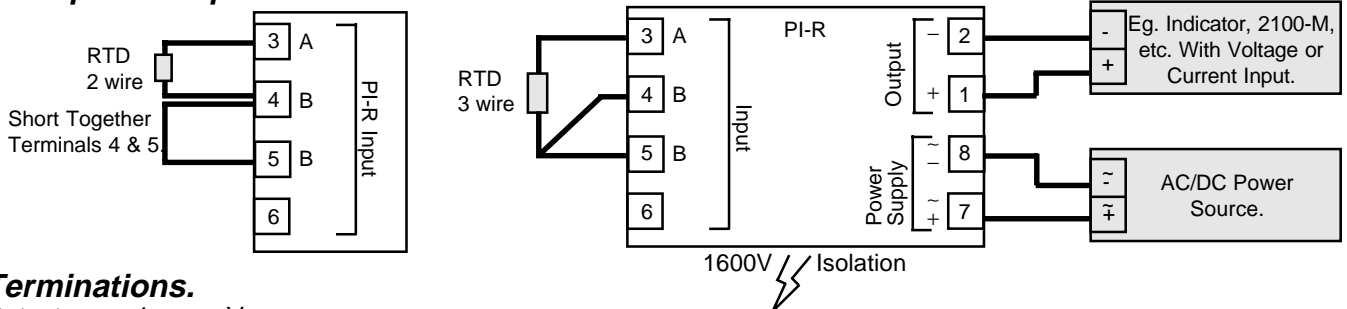 RTD
2 wire
Short Together
Terminals 4 & 5.
3 A
4 B
5 B
6
PI-R Input
RTD
3 wire
3 A
4 B
5 B
6
Input
PI-R
Output
− 2
+ 1
Power
Supply
~
− 8
~
+ 7
1600V Isolation
-
+
Eg. Indicator, 2100-M,
etc. With Voltage or
Current Input.
~
-
~
+
AC/DC Power
Source.
Terminations.